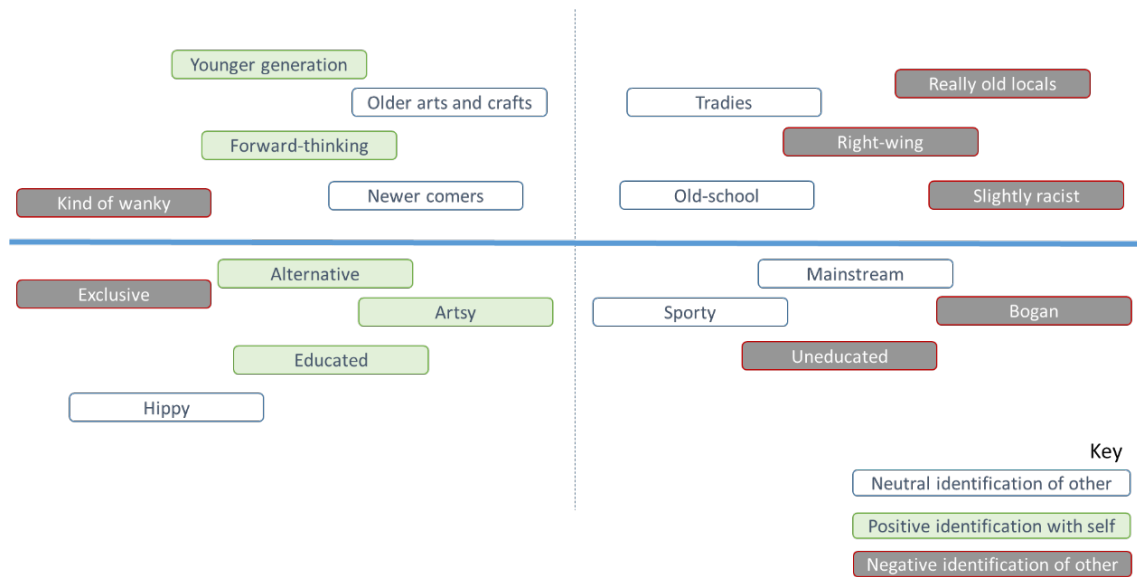 Younger generation
Older arts and crafts
Forward-thinking
Kind of wanky
Newer comers
Tradies
Really old locals
Right-wing
Old-school
Slightly racist
Alternative
Exclusive
Artsy
Educated
Hippy
Mainstream
Sporty
Bogan
Uneducated
Key
Neutral identification of other
Positive identification with self
Negative identification of other